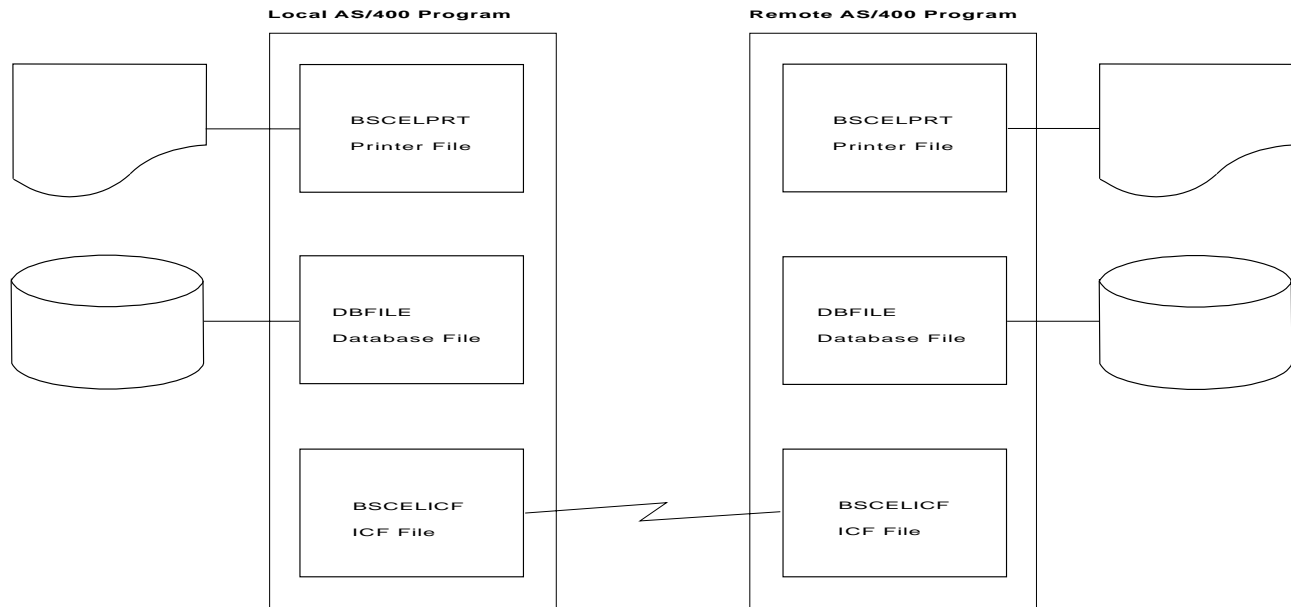 Local AS/400 Program
Remote AS/400 Program
BSCELPRT
Printer File
BSCELPRT
Printer File
DBFILE
Database File
DBFILE
Database File
BSCELICF
ICF File
BSCELICF
ICF File